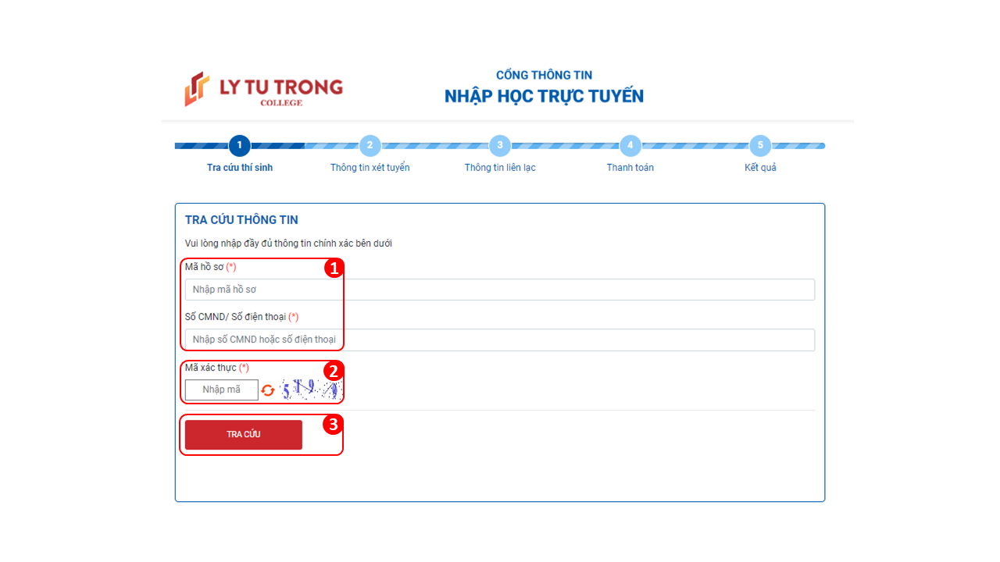 LY TU TRONG
COLLEGE
CỔNG THÔNG TIN
NHẬP HỌC TRỰC TUYẾN
1 2 3 4 5
Tra cứu thí sinh Thông tin xét tuyển Thông tin liên lạc Thanh toán Kết quả
TRA CỨU THÔNG TIN
Vui lòng nhập đầy đủ thông tin chính xác bên dưới
Mã hồ sơ (*) 1
Nhập mã hồ sơ
Số CMND/ Số điện thoại (*)
Nhập số CMND hoặc số điện thoại
Mã xác thực (*) 2
Nhập mã
TRA CỨU 3